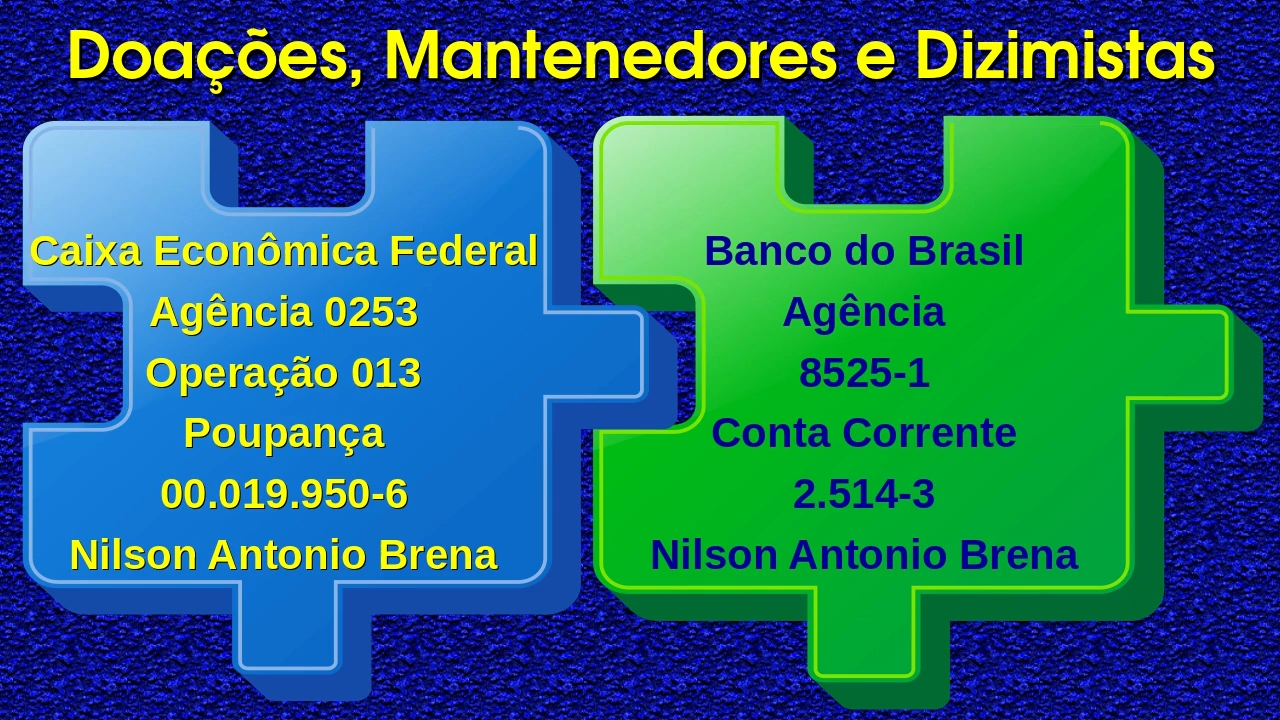 Doações, Mantenedores e Dizimistas
Caixa Econômica Federal
Agência 0253
Operação 013
Poupança
00.019.950-6
Nilson Antonio Brena
Banco do Brasil
Agência
8525-1
Conta Corrente
2.514-3
Nilson Antonio Brena